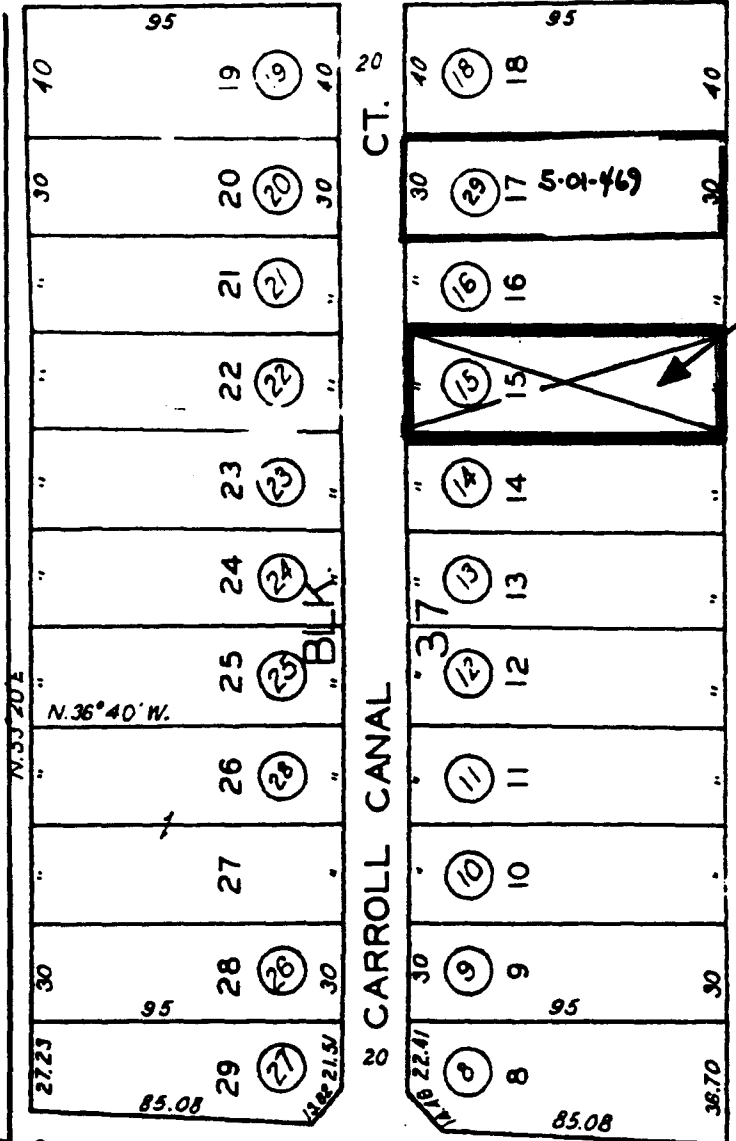 95
95
40 19 19 40 20 40 18 18 40
CT.
30 20 20 30 30 29 17 5-01-469 30
" 21 21 " " 16 16 "
" 22 22 " " 15 15 "
" 23 23 " " 14 14 "
" 24 24 " " 13 13 "
BLK 37
" 25 25 " " 12 12 "
N.36°40'W.
" 26 28 " " 11 11 "
" 27 " " 10 10 "
CARROLL CANAL
30 28 26 30 30 9 9 30
95
95
27.23 29 27 21.51 20 22.41 8 8 36.70
85.08
85.08